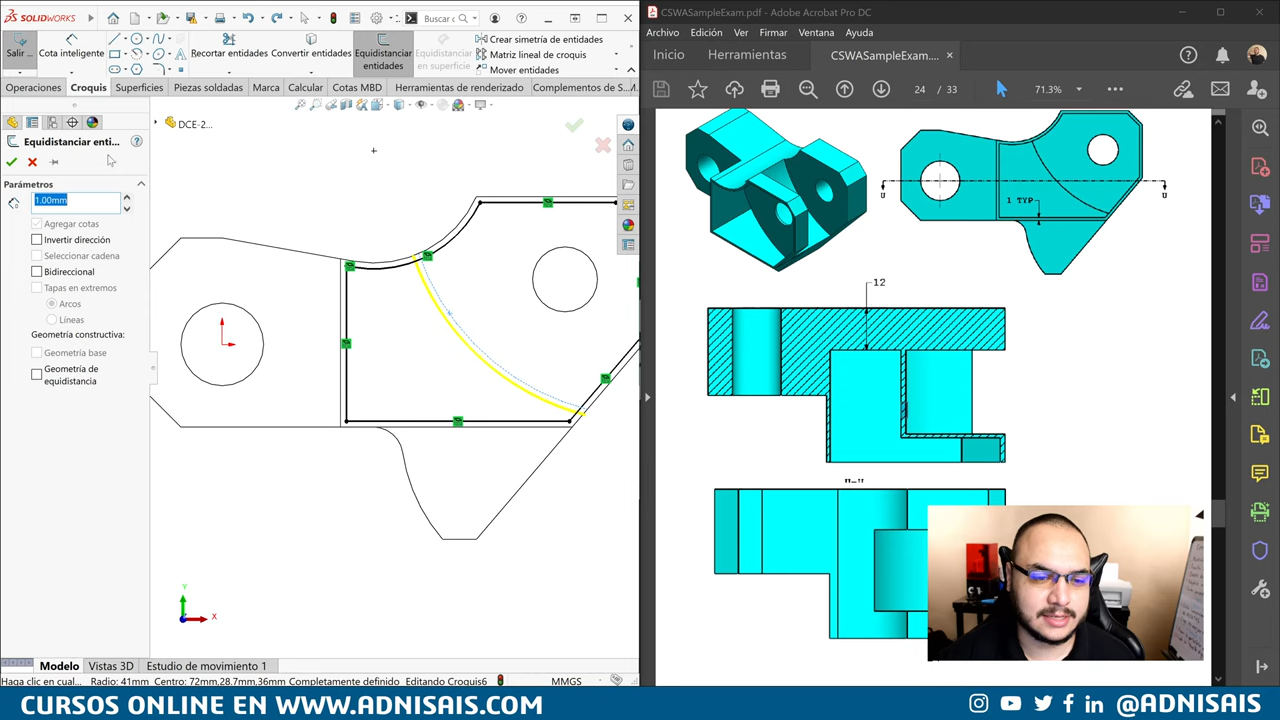 SOLIDWORKS
Buscar c
Salir ...
Cota inteligente
Recortar entidades
Convertir entidades
Equidistanciar entidades
Equidistanciar en superficie
Crear simetría de entidades
Matriz lineal de croquis
Mover entidades
Operaciones
Croquis
Superficies
Piezas soldadas
Marca
Calcular
Cotas MBD
Herramientas de renderizado
Complementos de S...
DCE-2...
Equidistanciar enti...
Parámetros
1.00mm
Agregar cotas
Invertir dirección
Seleccionar cadena
Bidireccional
Tapas en extremos
Arcos
Líneas
Geometría constructiva:
Geometría base
Geometría de equidistancia
Y
X
Modelo
Vistas 3D
Estudio de movimiento 1
Haga clic en cual...
Radio: 41mm
Centro: 72mm,28.7mm,36mm
Completamente definido
Editando Croquis6
MMGS
CSWASampleExam.pdf - Adobe Acrobat Pro DC
Archivo
Edición
Ver
Firmar
Ventana
Ayuda
Inicio
Herramientas
CSWASampleExam....
24 / 33
71.3%
U
U
1 TYP
12
CURSOS ONLINE EN WWW.ADNISAIS.COM
@ADNISAIS